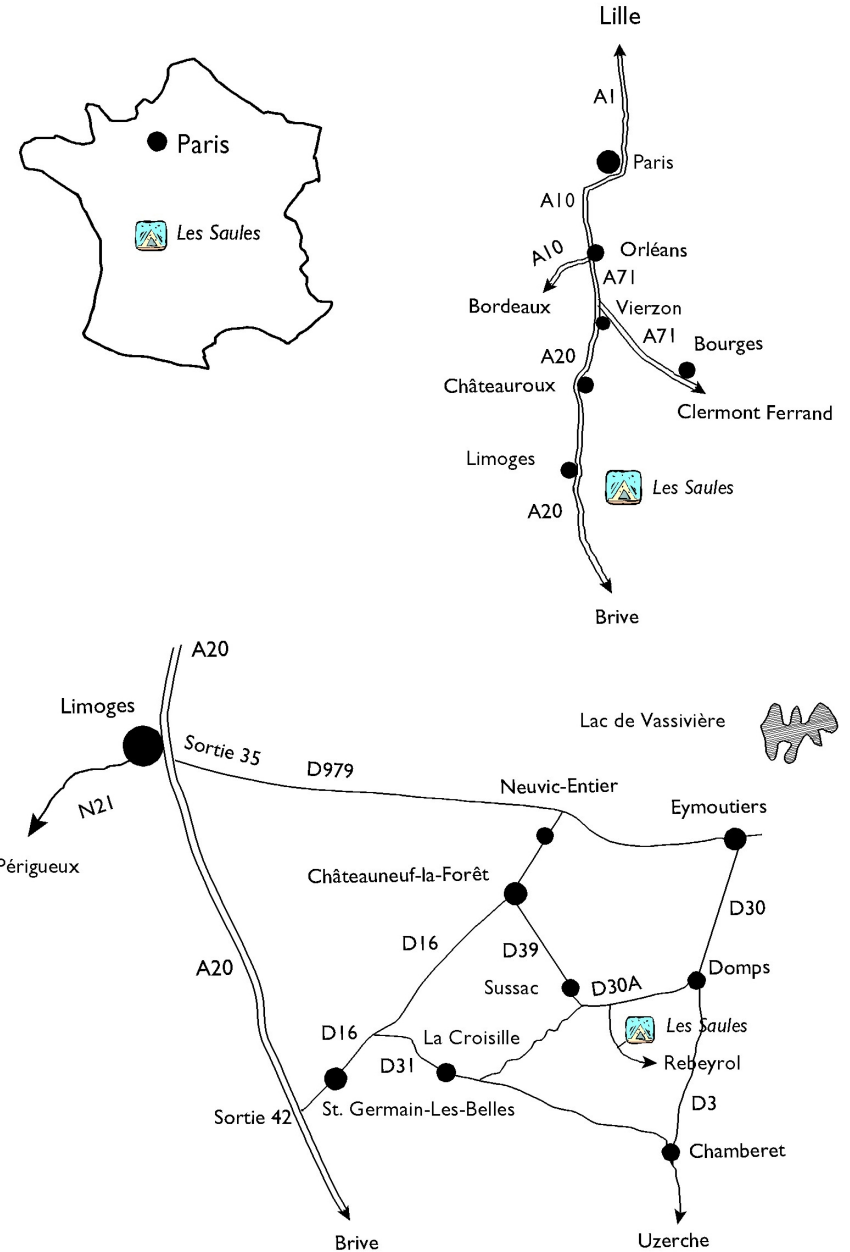 Paris
Les Saules
Lille
A1
Paris
A10
Orléans
A10
A71
Bordeaux
Vierzon
A71
Bourges
A20
Châteauroux
Clermont Ferrand
Limoges
Les Saules
A20
Brive
A20
Limoges
Lac de Vassivière
Sortie 35
D979
Neuvic-Entier
N21
Eymoutiers
Périgueux
Châteauneuf-la-Forêt
D30
D16
D39
A20
Domps
Sussac
D30A
Les Saules
D16
La Croisille
Rebeyrol
D31
D3
St. Germain-Les-Belles
Sortie 42
Chamberet
Brive
Uzerche